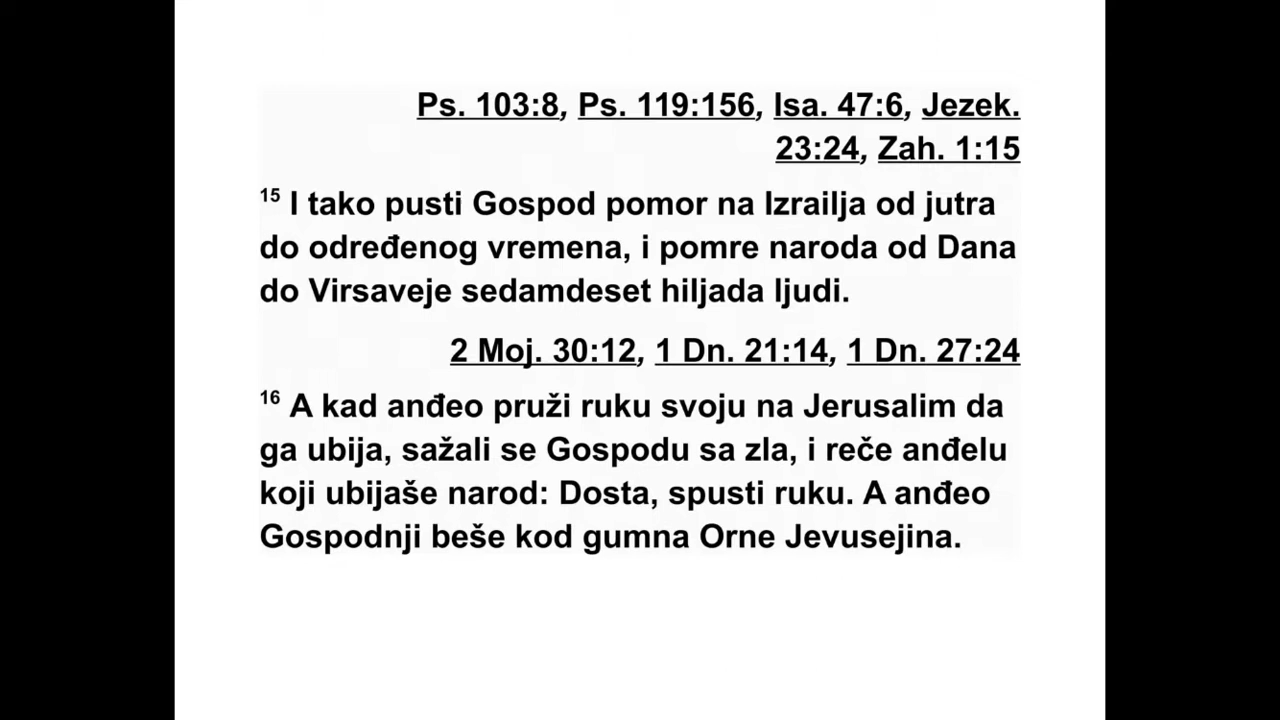 Ps. 103:8, Ps. 119:156, Isa. 47:6, Jezek.
23:24, Zah. 1:15
15 I tako pusti Gospod pomor na Izrailja od jutra
do određenog vremena, i pomre naroda od Dana
do Virsaveje sedamdeset hiljada ljudi.
2 Moj. 30:12, 1 Dn. 21:14, 1 Dn. 27:24
16 A kad anđeo pruži ruku svoju na Jerusalim da
ga ubija, sažali se Gospodu sa zla, i reče anđelu
koji ubijaše narod: Dosta, spusti ruku. A anđeo
Gospodnji beše kod gumna Orne Jevusejina.